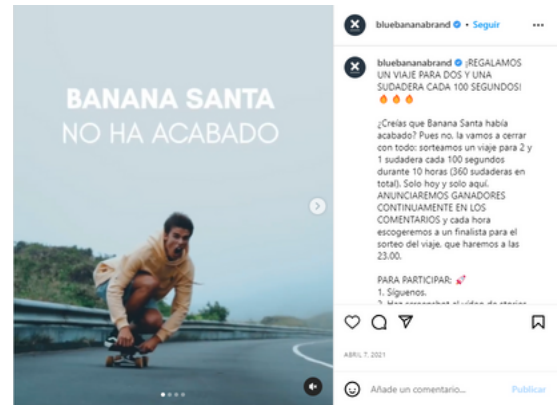 BANANA SANTA
NO HA ACABADO
bluebananabrand • Seguir
bluebananabrand ¡REGALAMOS
UN VIAJE PARA DOS Y UNA
SUDADERA CADA 100 SEGUNDOS!
🔥 🔥 🔥
¿Creías que Banana Santa había
acabado? Pues no, la vamos a cerrar
con todo: sorteamos un viaje para 2 y
1 sudadera cada 100 segundos
durante 10 horas (360 sudaderas en
total). Solo hoy y solo aquí.
ANUNCIAREMOS GANADORES
CONTINUAMENTE EN LOS
COMENTARIOS y cada hora
escogeremos a un finalista para el
sorteo del viaje, que haremos a las
23.00.
PARA PARTICIPAR: 🚀
1. Síguenos.
ABRIL 7, 2021
Añade un comentario...
Publicar